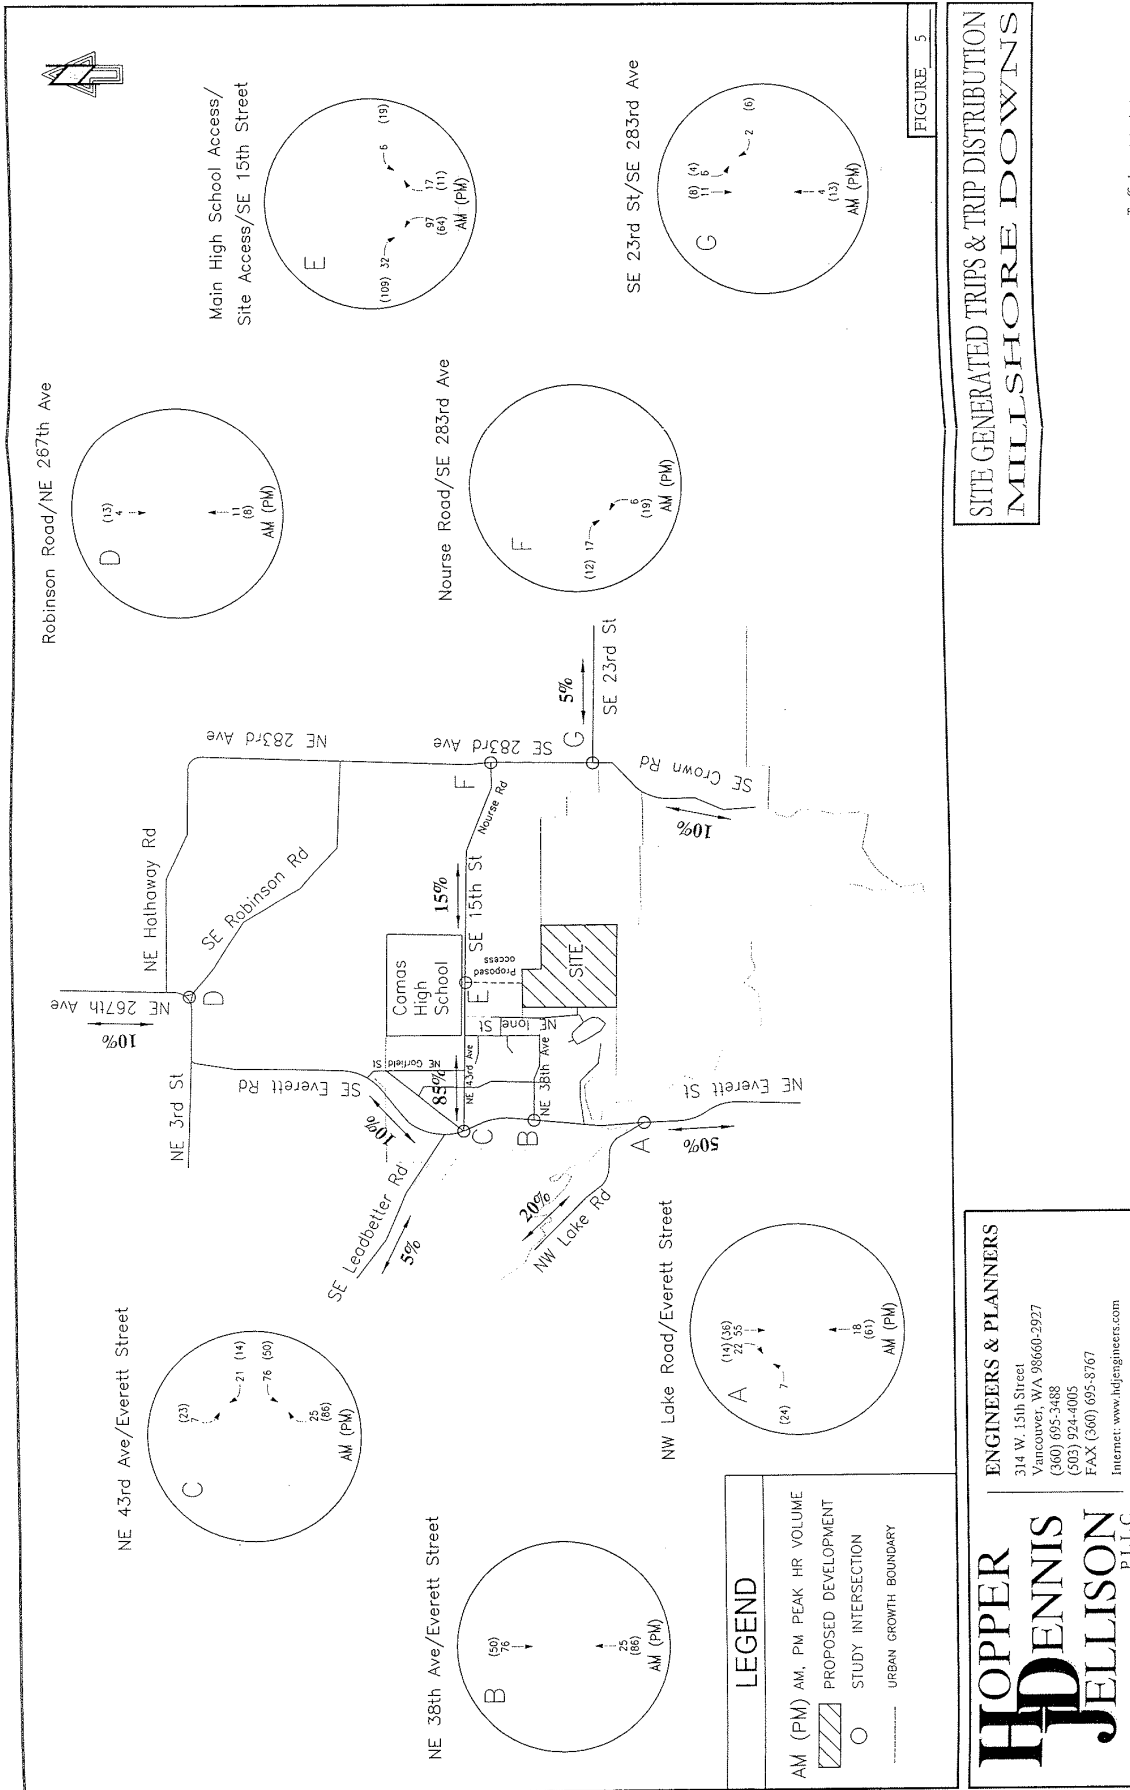 NE 43rd Ave/Everett Street
C
(23)
7
21 (14)
76 (50)
25
(86)
AM (PM)
NE 38th Ave/Everett Street
B
(50)
76
25
(86)
AM (PM)
NW Lake Road/Everett Street
A
(14) (36)
22 55
(24) 7
18
(61)
AM (PM)
Robinson Road/NE 267th Ave
D
(13)
4
11
(8)
AM (PM)
Main High School Access/
Site Access/SE 15th Street
E
(109) 32
6 (19)
97 17
(64) (11)
AM (PM)
Nourse Road/SE 283rd Ave
F
(12) 17
6
(19)
AM (PM)
SE 23rd St/SE 283rd Ave
G
(8) (4)
11 6
2 (6)
4
(13)
AM (PM)
NE 267th Ave
10%
D
NE Hathaway Rd
SE Robinson Rd
NE 3rd St
NE 283rd Ave
SE Everett Rd
10%
SE Leadbetter Rd
5%
NE Garfield St
Camas
High
School
85%
NE 43rd Ave
C
E
15%
SE 15th St
Nourse Rd
F
SE 283rd Ave
Proposed
access
NE Ione St
NE 38th Ave
B
SITE
20%
NW Lake Rd
A
50%
NE Everett St
G
5%
SE 23rd St
SE Crown Rd
10%
LEGEND
AM (PM) AM, PM PEAK HR VOLUME
PROPOSED DEVELOPMENT
STUDY INTERSECTION
URBAN GROWTH BOUNDARY
FIGURE 5
HOPPER
DENNIS
JELLISON
PLLC
ENGINEERS & PLANNERS
314 W. 15th Street
Vancouver, WA 98660-2927
(360) 695-3488
(503) 924-4005
FAX (360) 695-8767
Internet: www.hdjengineers.com
SITE GENERATED TRIPS & TRIP DISTRIBUTION
MILLSHORE DOWNS